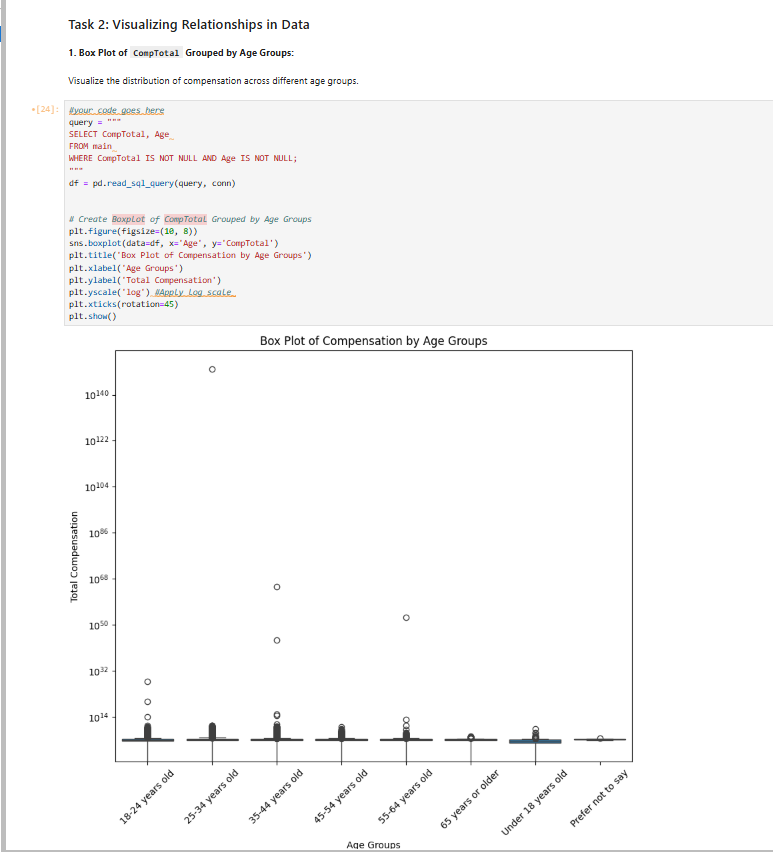 Task 2: Visualizing Relationships in Data
1. Box Plot of CompTotal Grouped by Age Groups:
Visualize the distribution of compensation across different age groups.
•[24]:
#your code goes here
query = """
SELECT CompTotal, Age
FROM main
WHERE CompTotal IS NOT NULL AND Age IS NOT NULL;
"""
df = pd.read_sql_query(query, conn)
# Create Boxplot of CompTotal Grouped by Age Groups
plt.figure(figsize=(10, 8))
sns.boxplot(data=df, x='Age', y='CompTotal')
plt.title('Box Plot of Compensation by Age Groups')
plt.xlabel('Age Groups')
plt.ylabel('Total Compensation')
plt.yscale('log') #Apply Log scale
plt.xticks(rotation=45)
plt.show()
Box Plot of Compensation by Age Groups
10^140
10^122
10^104
10^86
10^68
10^50
10^32
10^14
Total Compensation
18-24 years old
25-34 years old
35-44 years old
45-54 years old
55-64 years old
65 years or older
Under 18 years old
Prefer not to say
Age Groups